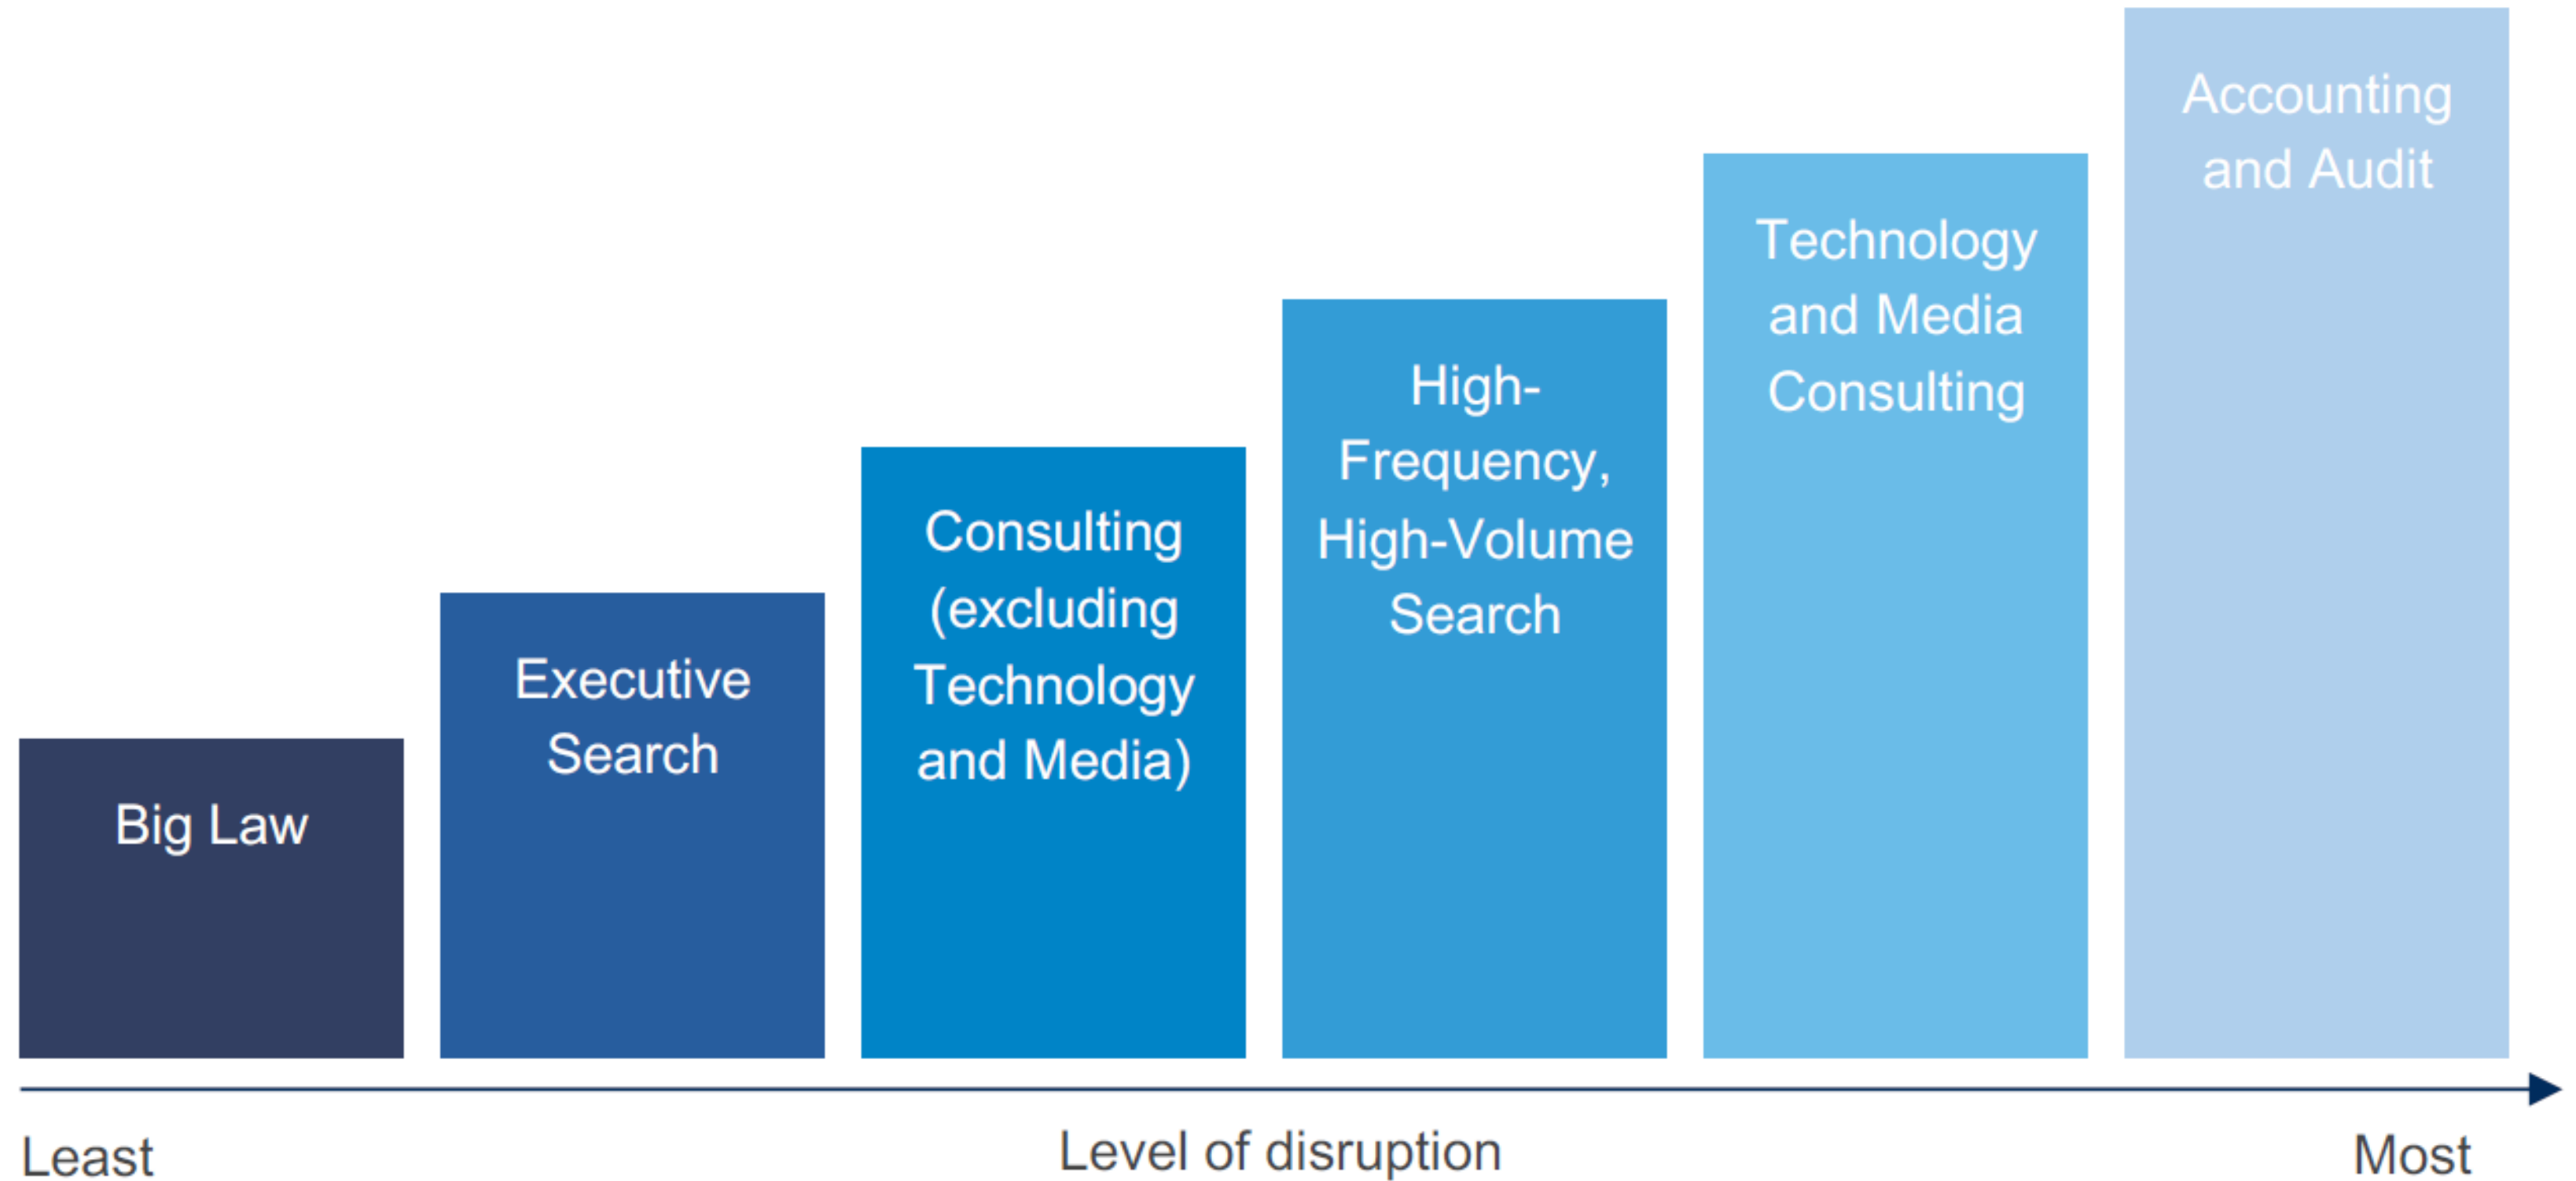 Big Law
Executive
Search
Consulting
(excluding
Technology
and Media)
High-
Frequency,
High-Volume
Search
Technology
and Media
Consulting
Accounting
and Audit
Least
Level of disruption
Most